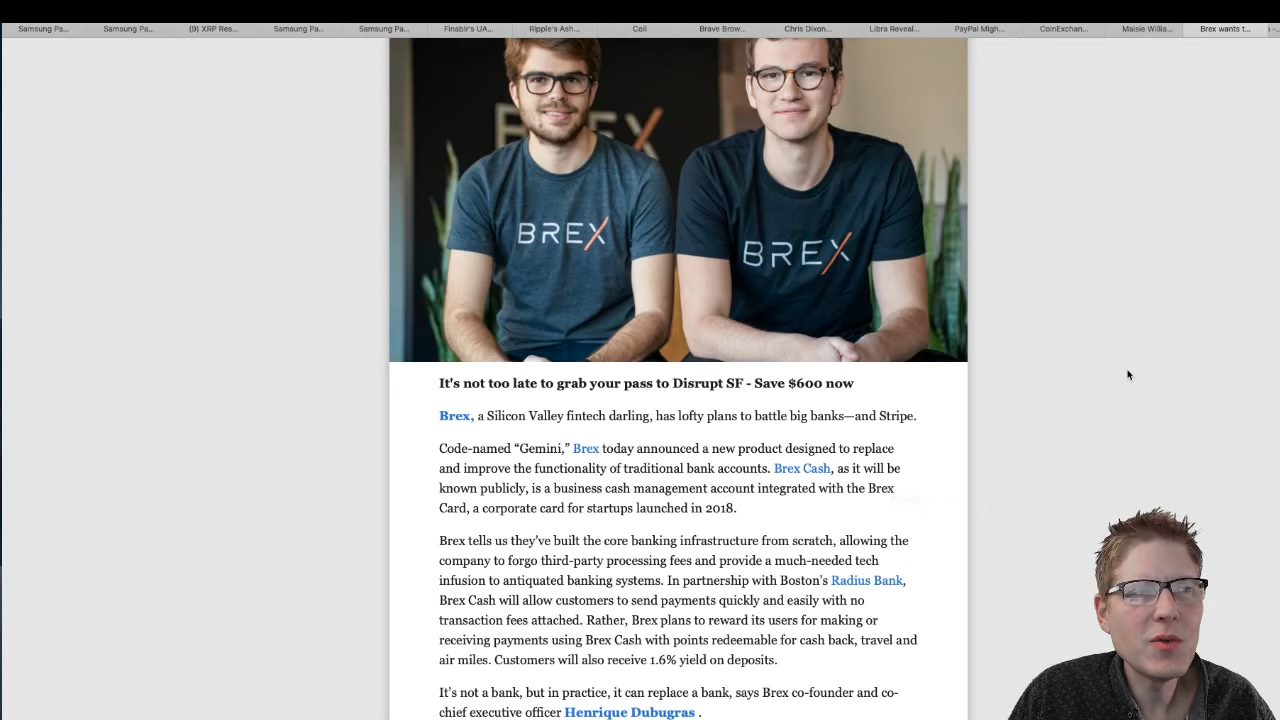 Samsung Pa...
Samsung Pa...
(9) XRP Res...
Samsung Pa...
Samsung Pa...
Finablr's UA...
Ripple's Ash...
Coil
Brave Brow...
Chris Dixon...
Libra Reveal...
PayPal Migh...
CoinExchan...
Maisie Willia...
Brex wants t...
BREX
BREX
BREX
It's not too late to grab your pass to Disrupt SF - Save $600 now
Brex, a Silicon Valley fintech darling, has lofty plans to battle big banks—and Stripe.
Code-named “Gemini,” Brex today announced a new product designed to replace
and improve the functionality of traditional bank accounts. Brex Cash, as it will be
known publicly, is a business cash management account integrated with the Brex
Card, a corporate card for startups launched in 2018.
Brex tells us they’ve built the core banking infrastructure from scratch, allowing the
company to forgo third-party processing fees and provide a much-needed tech
infusion to antiquated banking systems. In partnership with Boston’s Radius Bank,
Brex Cash will allow customers to send payments quickly and easily with no
transaction fees attached. Rather, Brex plans to reward its users for making or
receiving payments using Brex Cash with points redeemable for cash back, travel and
air miles. Customers will also receive 1.6% yield on deposits.
It’s not a bank, but in practice, it can replace a bank, says Brex co-founder and co-
chief executive officer Henrique Dubugras .